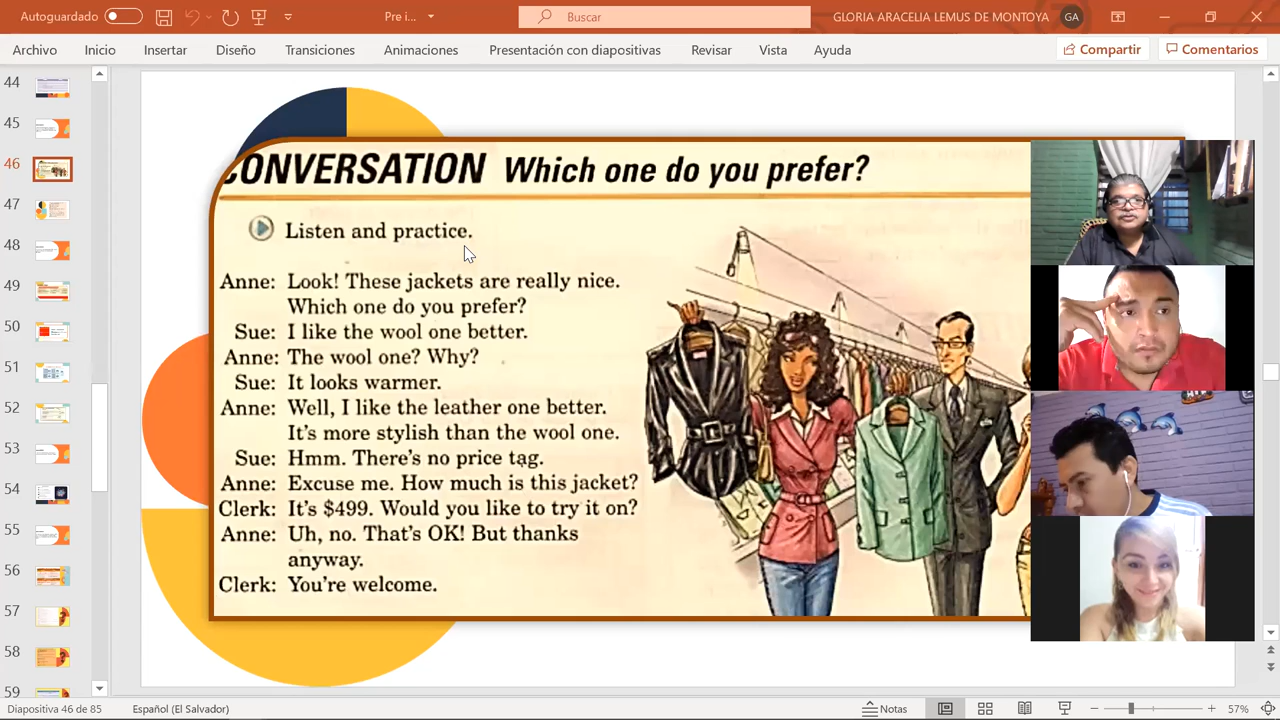 Autoguardado
Pre i...
Buscar
GLORIA ARACELIA LEMUS DE MONTOYA
GA
Archivo Inicio Insertar Diseño Transiciones Animaciones Presentación con diapositivas Revisar Vista Ayuda
Compartir
Comentarios
44
45
46
47
48
49
50
51
52
53
54
55
56
57
58
59
ONVERSATION Which one do you prefer?
Listen and practice.
Anne: Look! These jackets are really nice.
Which one do you prefer?
Sue: I like the wool one better.
Anne: The wool one? Why?
Sue: It looks warmer.
Anne: Well, I like the leather one better.
It's more stylish than the wool one.
Sue: Hmm. There's no price tag.
Anne: Excuse me. How much is this jacket?
Clerk: It's $499. Would you like to try it on?
Anne: Uh, no. That's OK! But thanks
anyway.
Clerk: You're welcome.
Diapositiva 46 de 85
Español (El Salvador)
Notas
57%